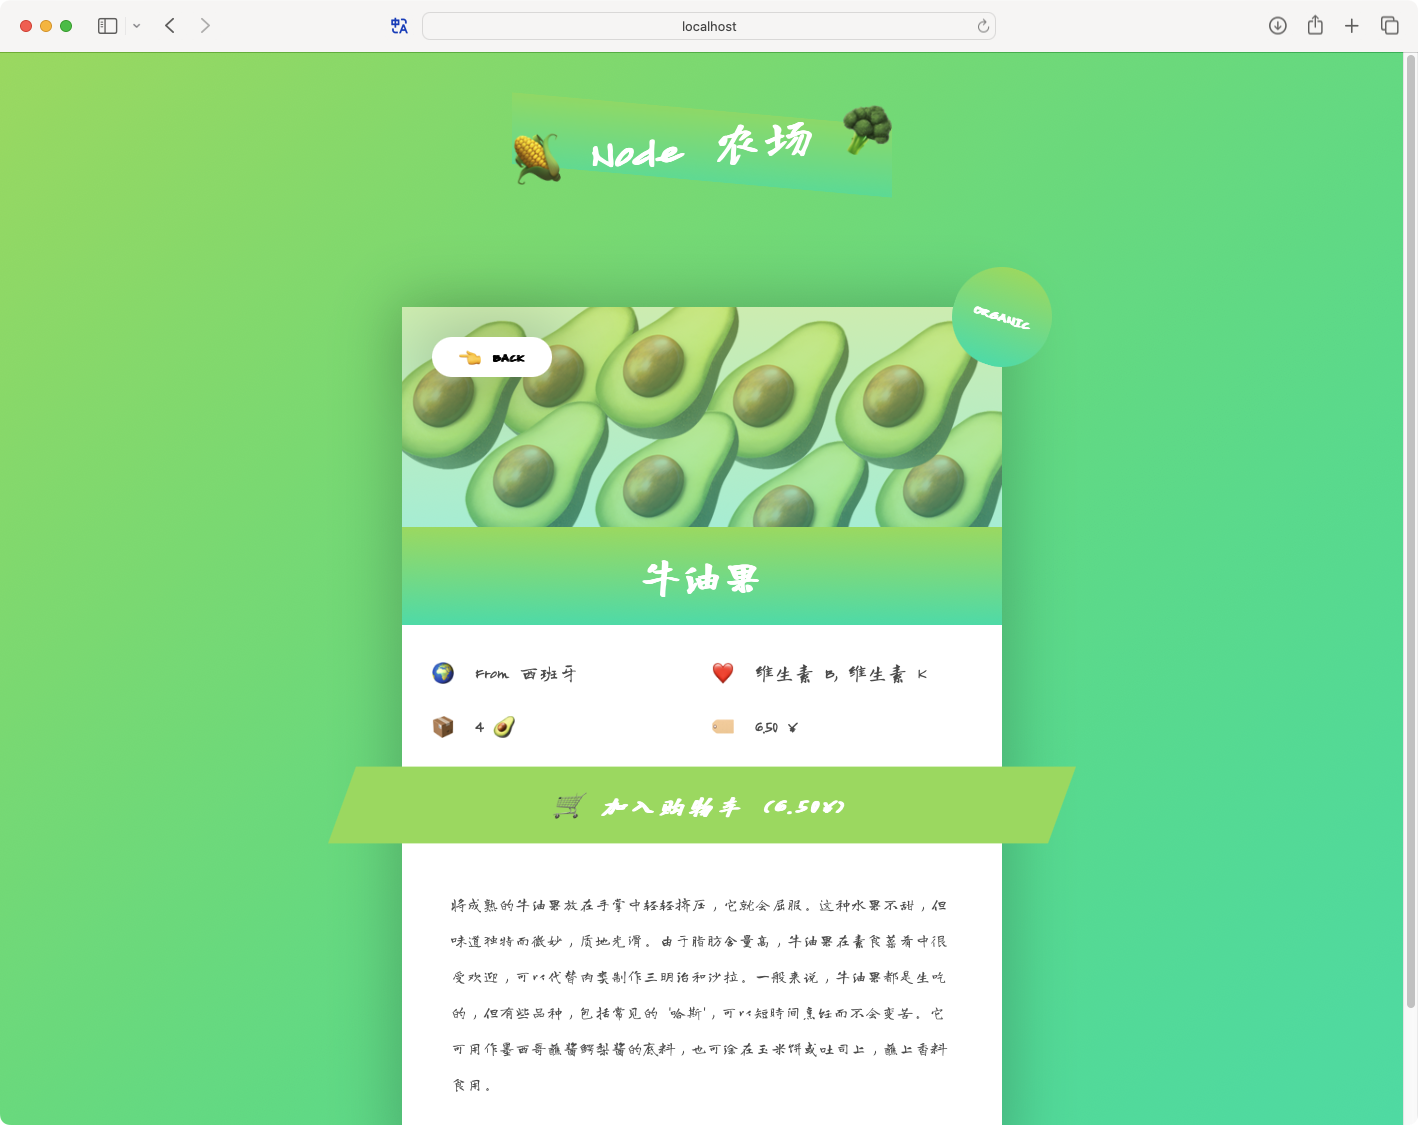 localhost
Node 农场
ORGANIC
BACK
牛油果
From 西班牙
维生素 B, 维生素 K
4
6.50 ¥
加入购物车 (6.50¥)
将成熟的牛油果放在手掌中轻轻挤压，它就会屈服。这种水果不甜，但
味道独特而微妙，质地光滑。由于脂肪含量高，牛油果在素食菜肴中很
受欢迎，可以代替肉类制作三明治和沙拉。一般来说，牛油果都是生吃
的，但有些品种，包括常见的 '哈斯'，可以短時间烹饪而不会变苦。它
可用作墨西哥蘸酱鳄梨酱的底料，也可涂在玉米饼或吐司上，蘸上香料
食用。